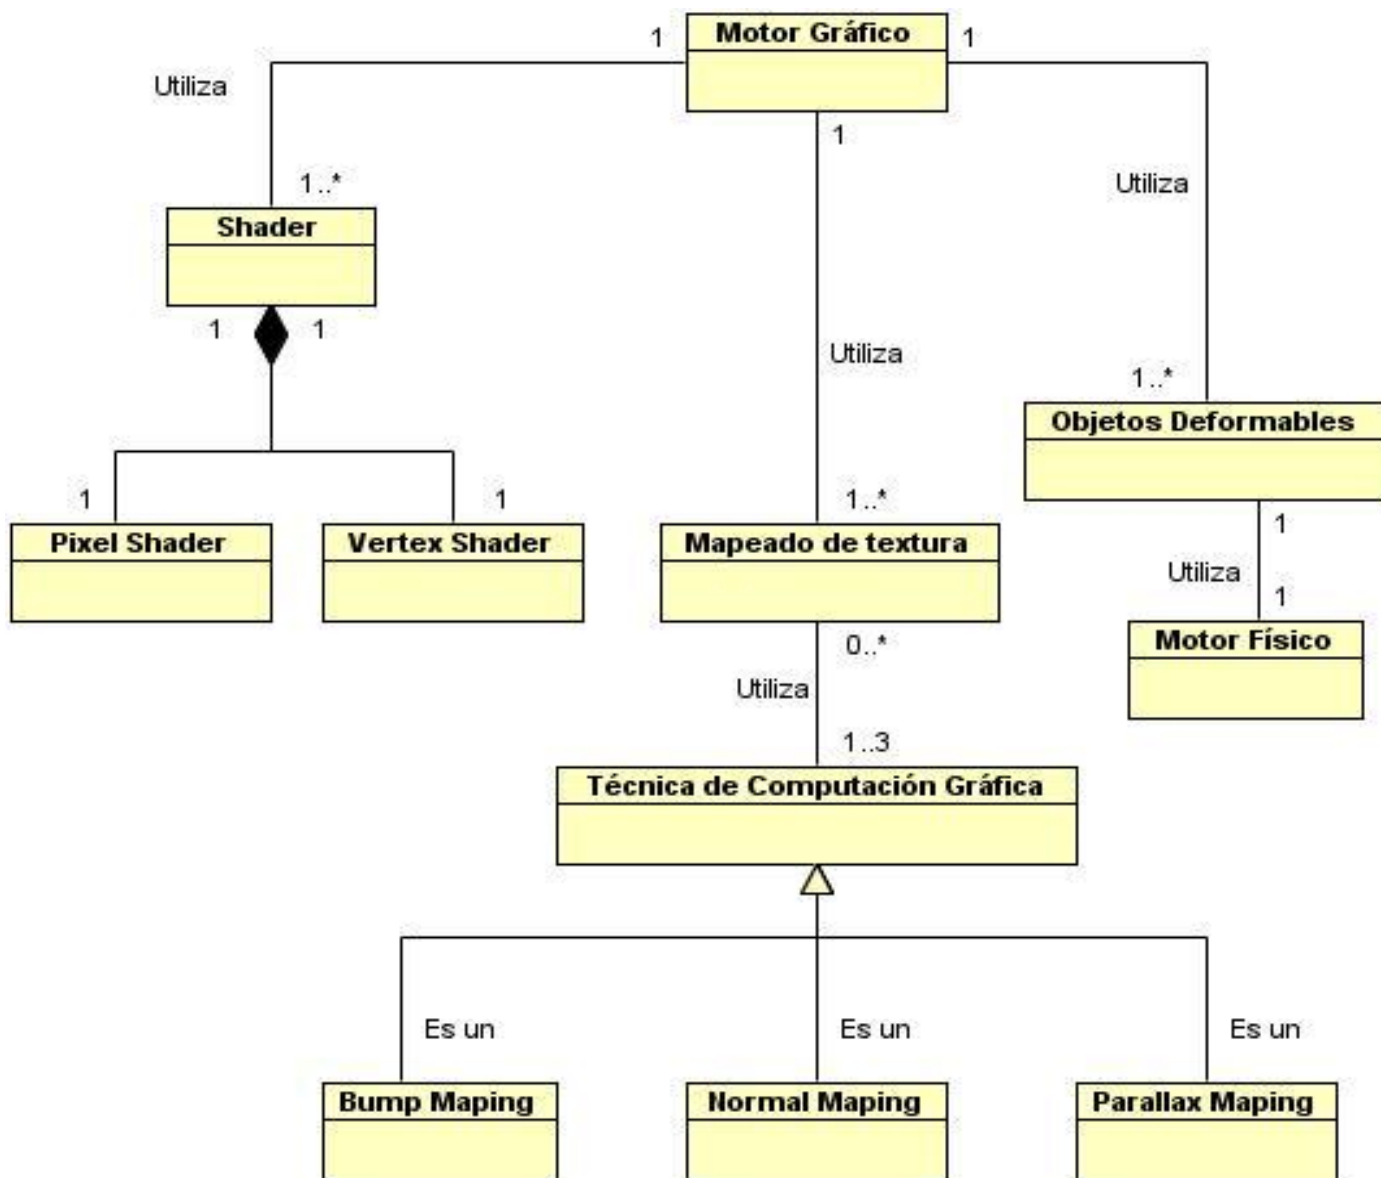 Motor Gráfico
1
1
Utiliza
1
Utiliza
1..*
Shader
1
1
Utiliza
1..*
Objetos Deformables
1
1
1..*
1
Pixel Shader
Vertex Shader
Mapeado de textura
Utiliza
1
0..*
Motor Físico
Utiliza
1..3
Técnica de Computación Gráfica
Es un
Es un
Es un
Bump Maping
Normal Maping
Parallax Maping